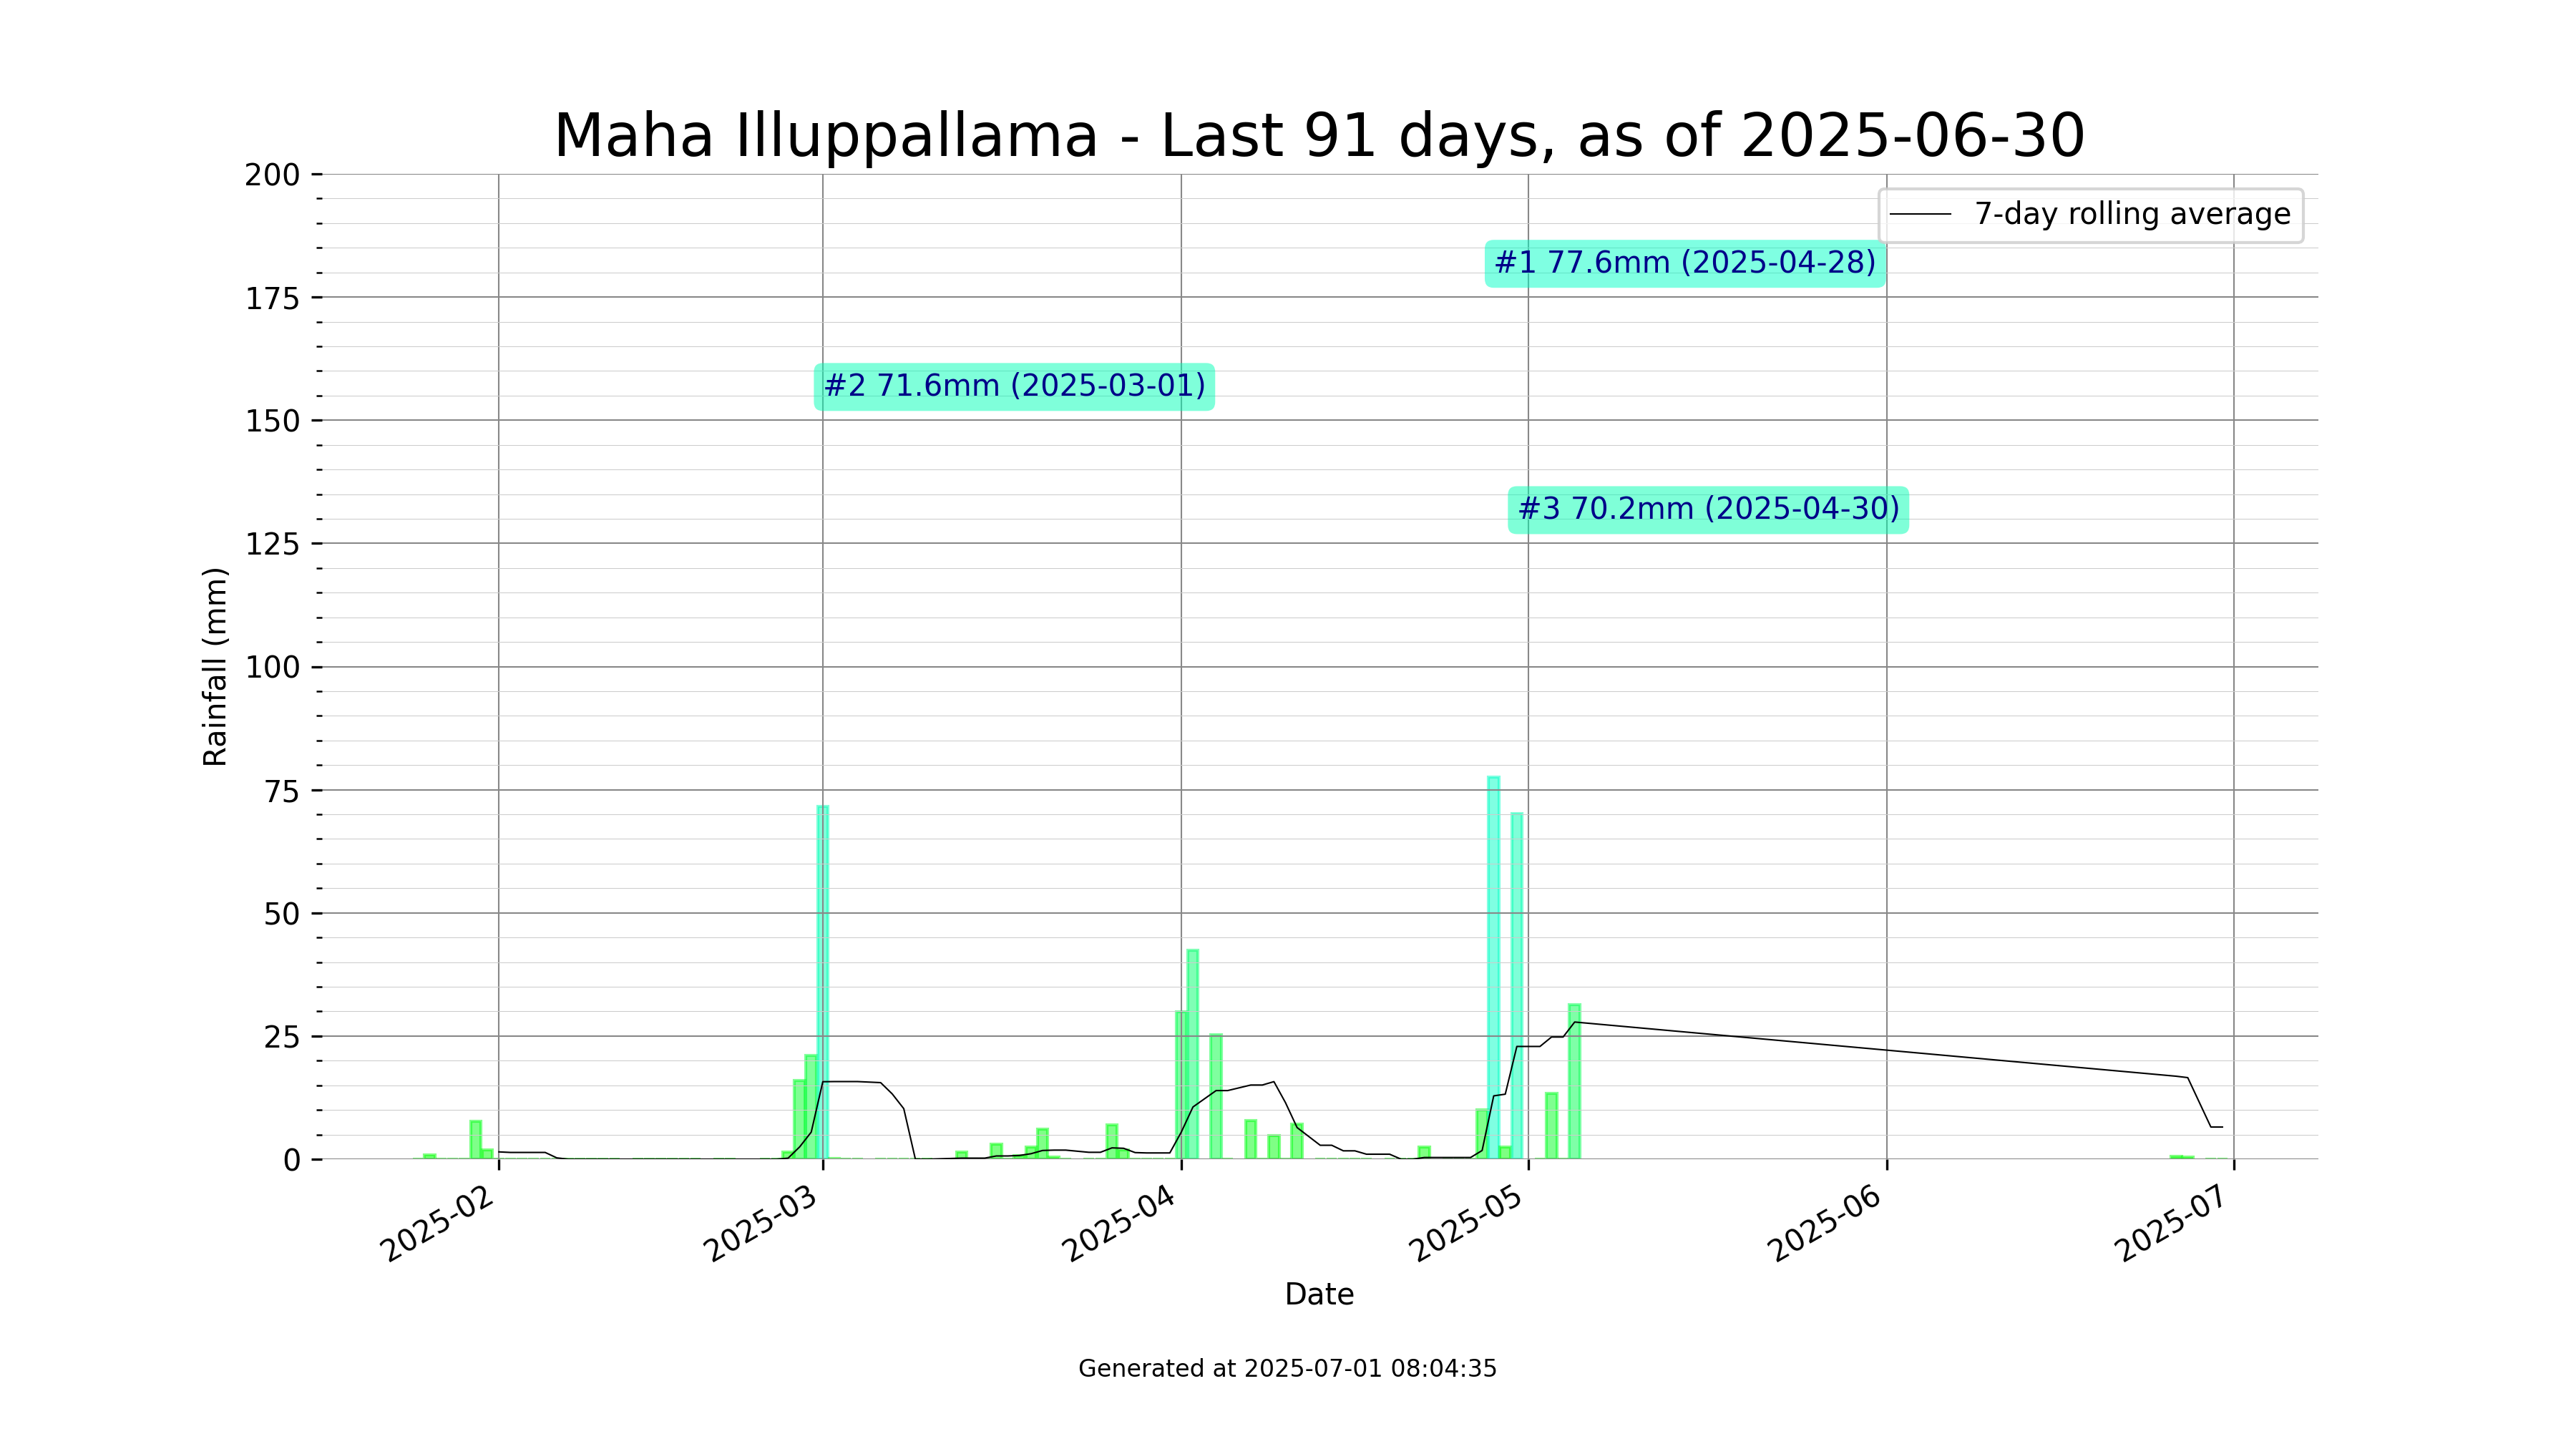 Maha Illuppallama - Last 91 days, as of 2025-06-30
7-day rolling average
#1 77.6mm (2025-04-28)
#2 71.6mm (2025-03-01)
#3 70.2mm (2025-04-30)
Rainfall (mm)
200
175
150
125
100
75
50
25
0
2025-02
2025-03
2025-04
2025-05
2025-06
2025-07
Date
Generated at 2025-07-01 08:04:35